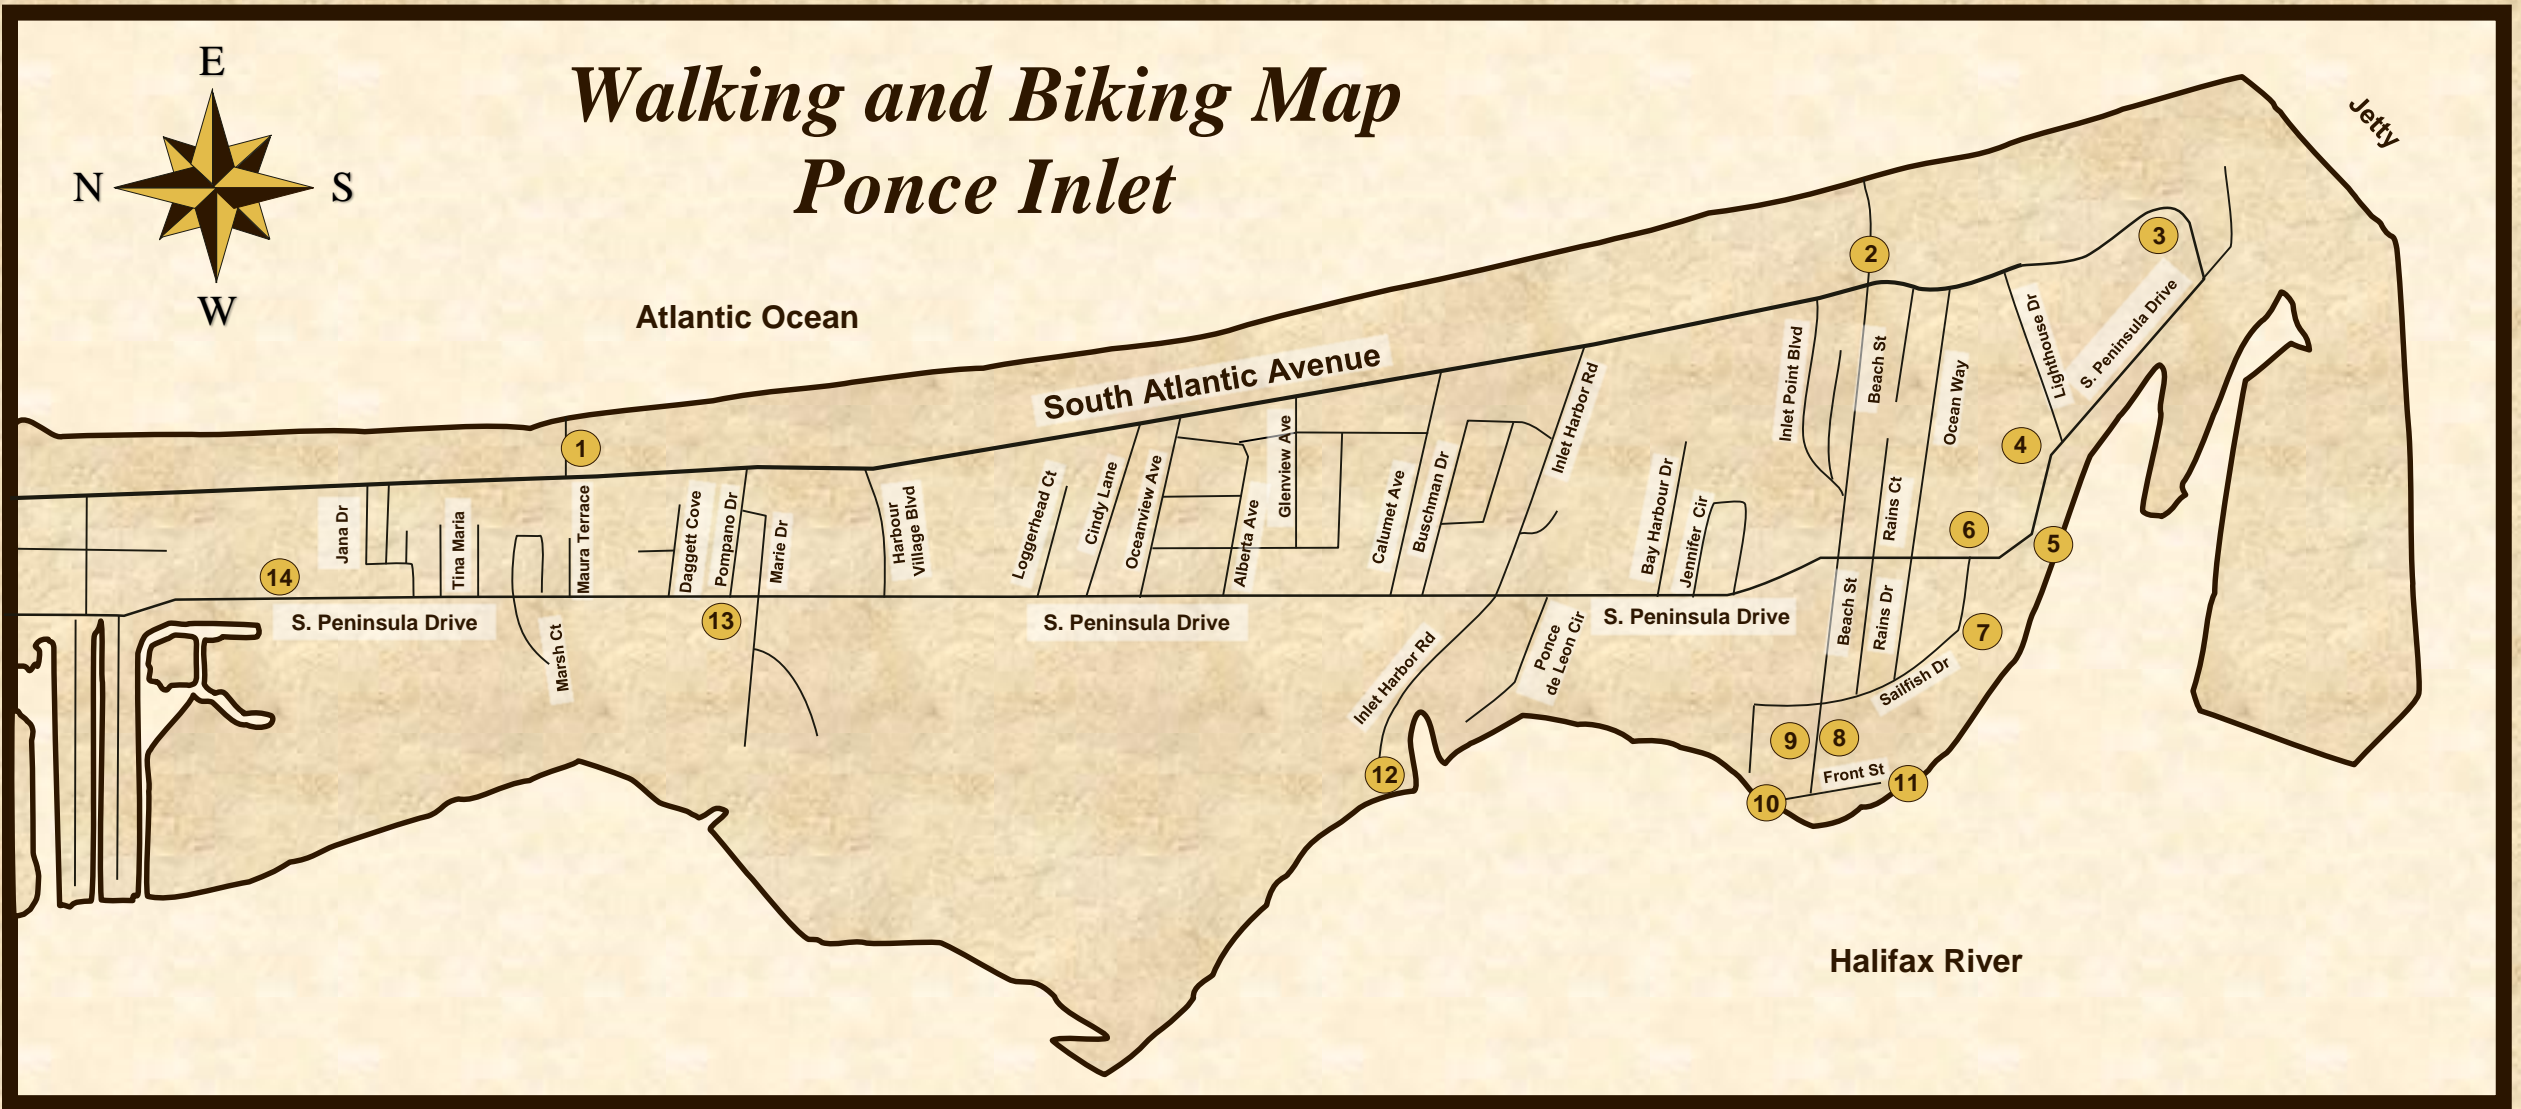 E
N
S
W
Walking and Biking Map
Ponce Inlet
Jetty
Atlantic Ocean
South Atlantic Avenue
1
2
3
4
5
6
7
8
9
10
11
12
13
14
Jana Dr
Tina Maria
Maura Terrace
Marsh Ct
Daggett Cove
Pompano Dr
Marie Dr
Harbour
Village Blvd
Loggerhead Ct
Cindy Lane
Oceanview Ave
Alberta Ave
Glenview Ave
Calumet Ave
Buschman Dr
Inlet Harbor Rd
Bay Harbour Dr
Jennifer Cir
Inlet Point Blvd
Beach St
Rains Ct
Ocean Way
Lighthouse Dr
S. Peninsula Drive
S. Peninsula Drive
S. Peninsula Drive
S. Peninsula Drive
Inlet Harbor Rd
Ponce
de Leon Cir
Beach St
Rains Dr
Sailfish Dr
Front St
Halifax River